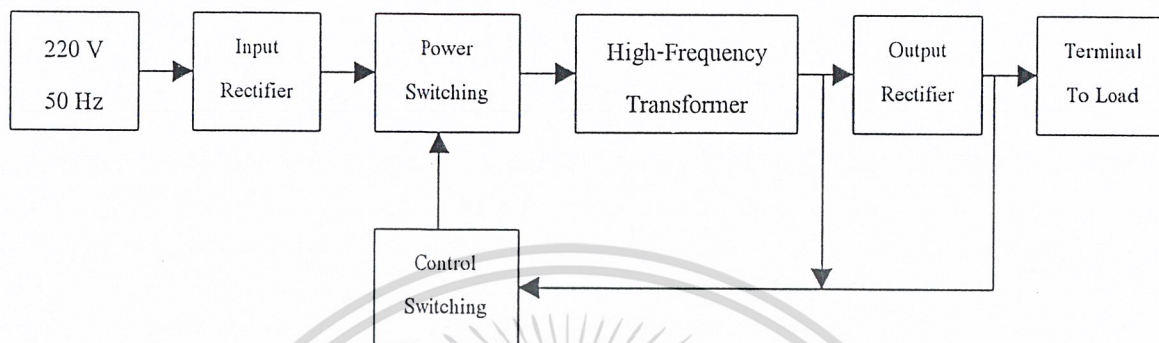 220 V
50 Hz
Input
Rectifier
Power
Switching
High-Frequency
Transformer
Output
Rectifier
Terminal
To Load
Control
Switching